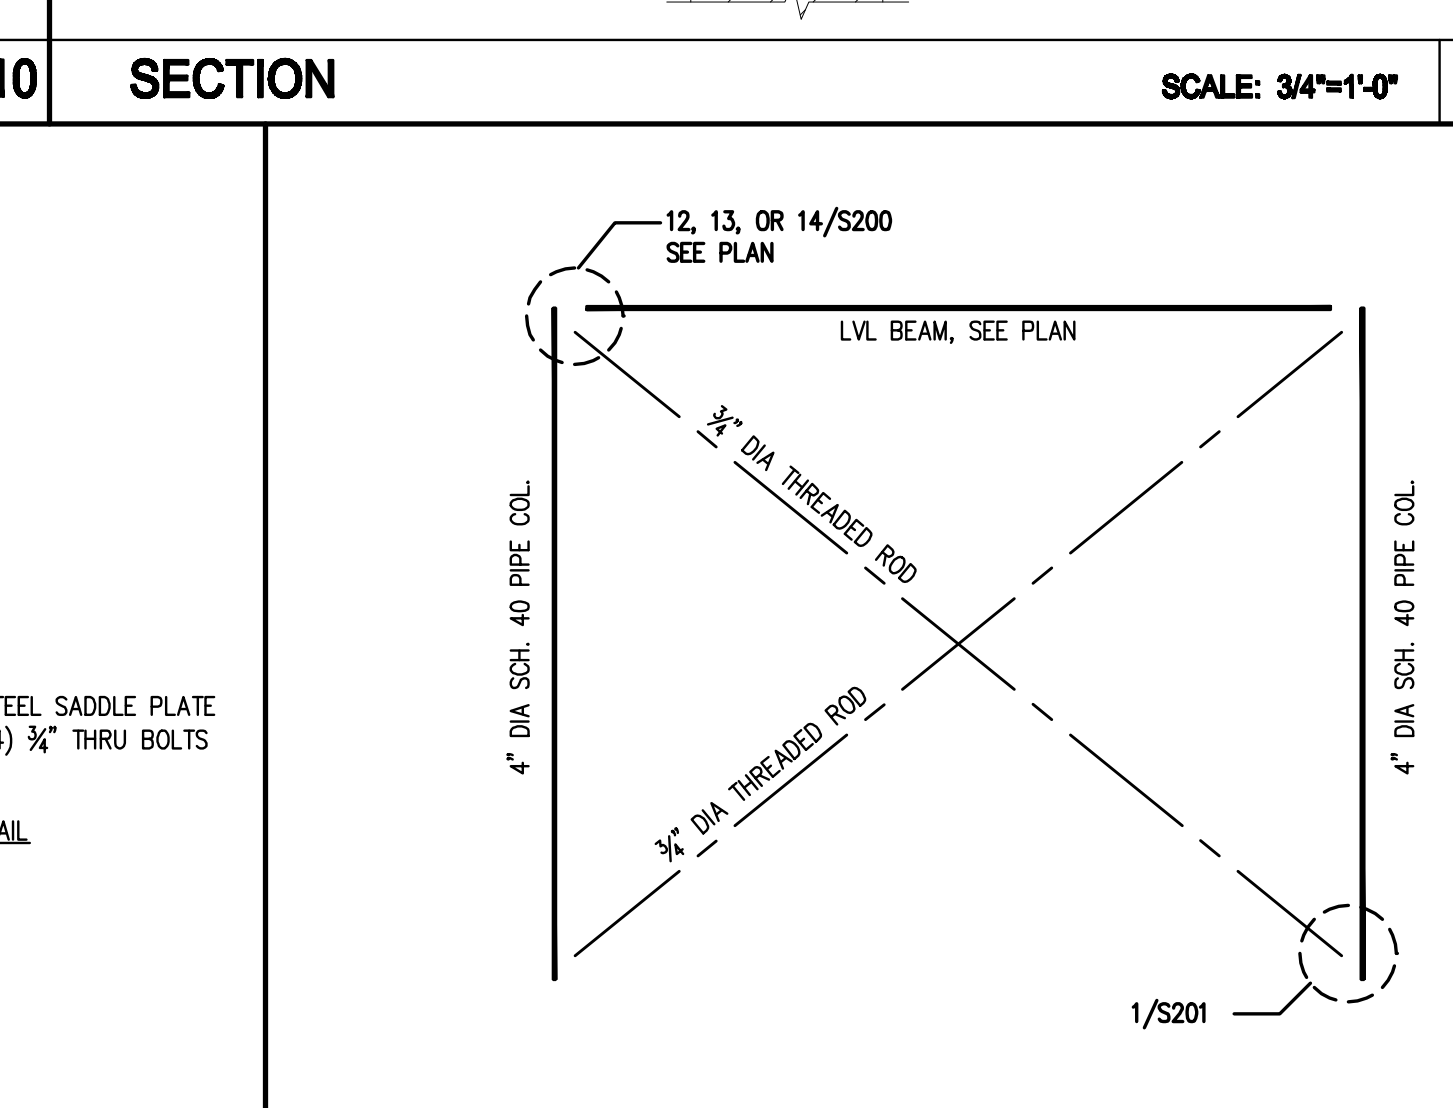 10 SECTION SCALE: 3/4"=1'-0"
12, 13, OR 14/S200
SEE PLAN
LVL BEAM, SEE PLAN
3/4" DIA THREADED ROD
4" DIA SCH. 40 PIPE COL.
4" DIA SCH. 40 PIPE COL.
SADDLE PLATE
3/4" THRU BOLTS
3/4" DIA THREADED ROD
1/S201